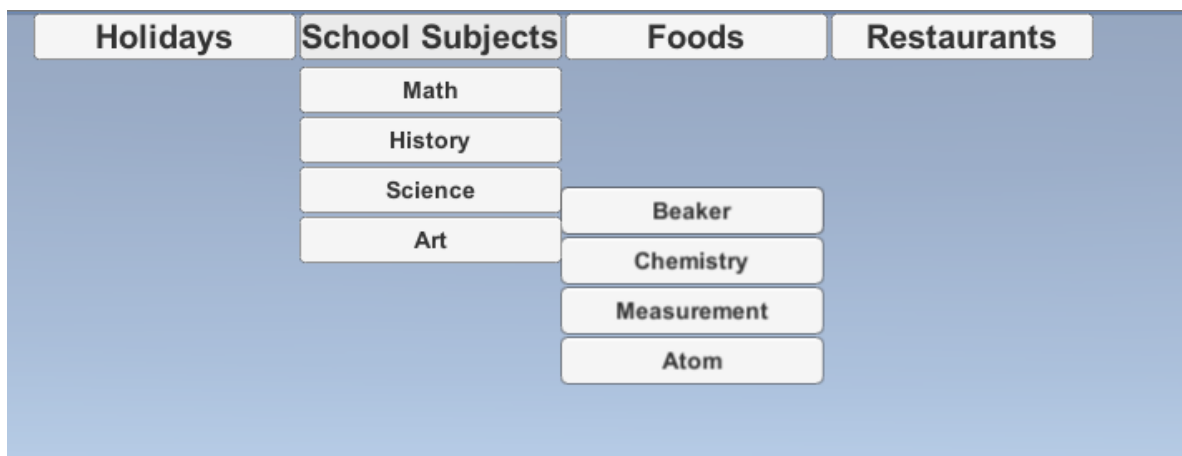 Holidays
School Subjects
Foods
Restaurants
Math
History
Science
Art
Beaker
Chemistry
Measurement
Atom